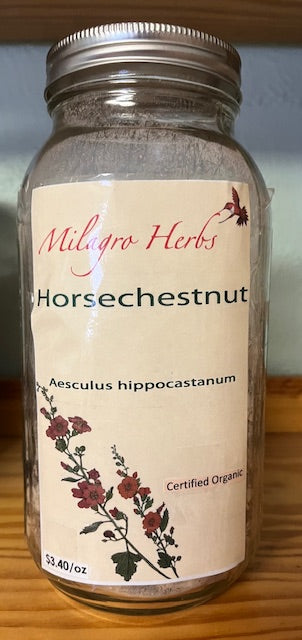 Milagro Herbs
Horsechestnut
Aesculus hippocastanum
Certified Organic
$3.40/oz